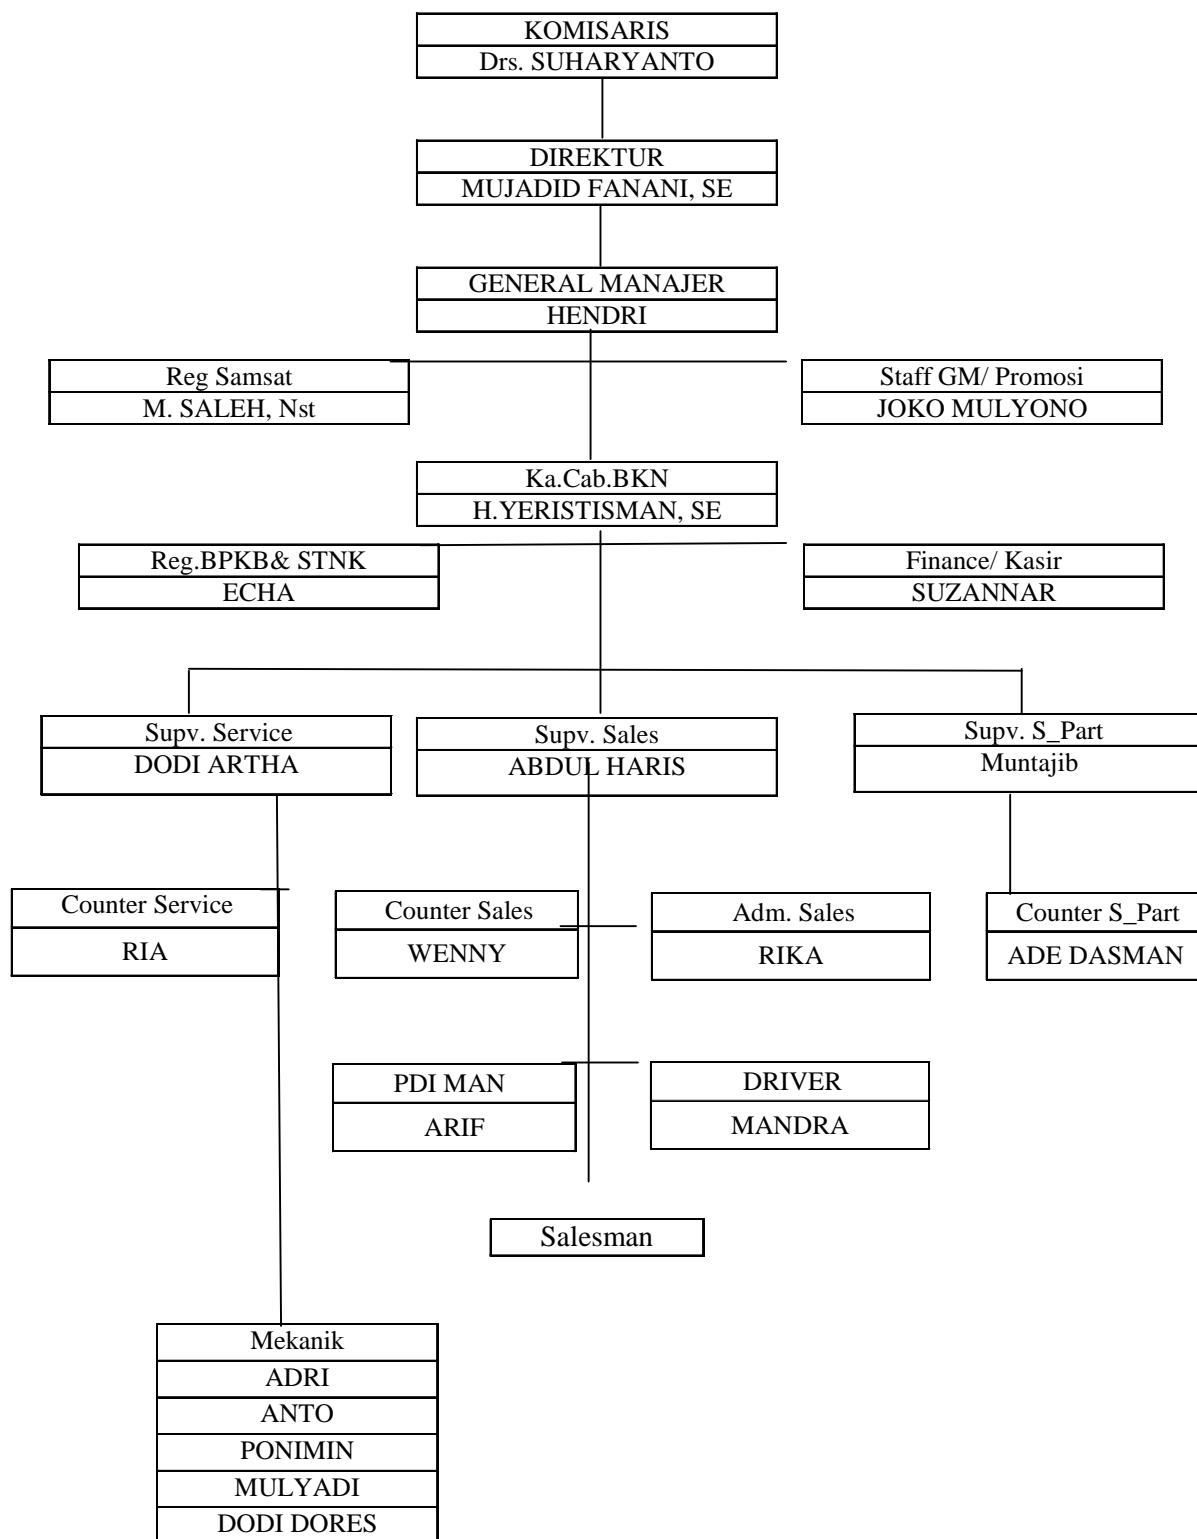 KOMISARIS
Drs. SUHARYANTO
DIREKTUR
MUJADID FANANI, SE
GENERAL MANAJER
HENDRI
Reg Samsat
M. SALEH, Nst
Staff GM/ Promosi
JOKO MULYONO
Ka.Cab.BKN
H.YERISTISMAN, SE
Reg.BPKB& STNK
ECHA
Finance/ Kasir
SUZANNAR
Supv. Service
DODI ARTHA
Supv. Sales
ABDUL HARIS
Supv. S_Part
Muntajib
Counter Service
RIA
Counter Sales
WENNY
Adm. Sales
RIKA
Counter S_Part
ADE DASMAN
PDI MAN
ARIF
DRIVER
MANDRA
Salesman
Mekanik
ADRI
ANTO
PONIMIN
MULYADI
DODI DORES